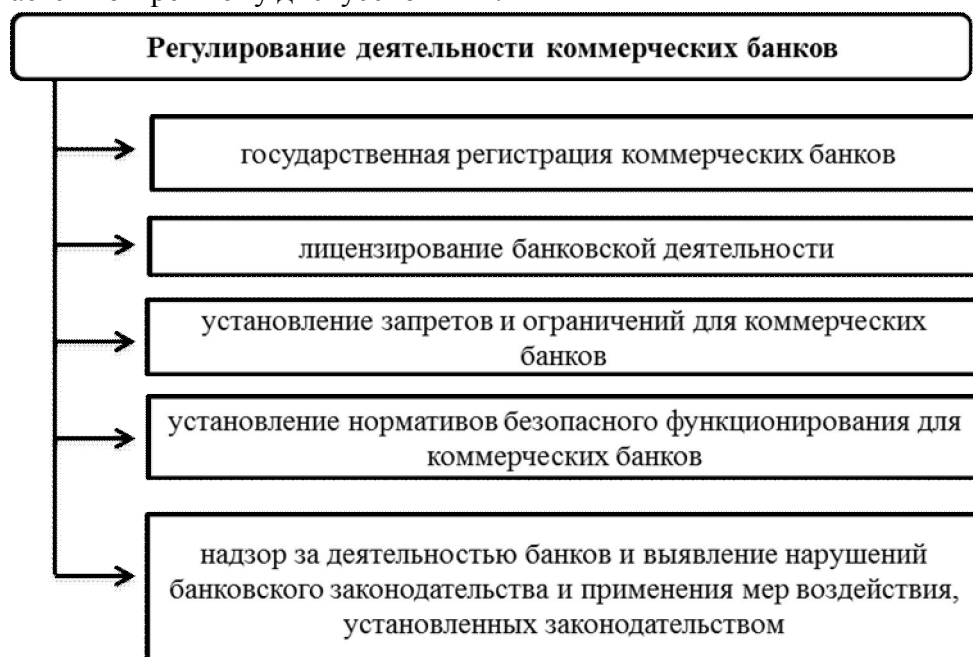 Регулирование деятельности коммерческих банков
государственная регистрация коммерческих банков
лицензирование банковской деятельности
установление запретов и ограничений для коммерческих
банков
установление нормативов безопасного функционирования для
коммерческих банков
надзор за деятельностью банков и выявление нарушений
банковского законодательства и применения мер воздействия,
установленных законодательством